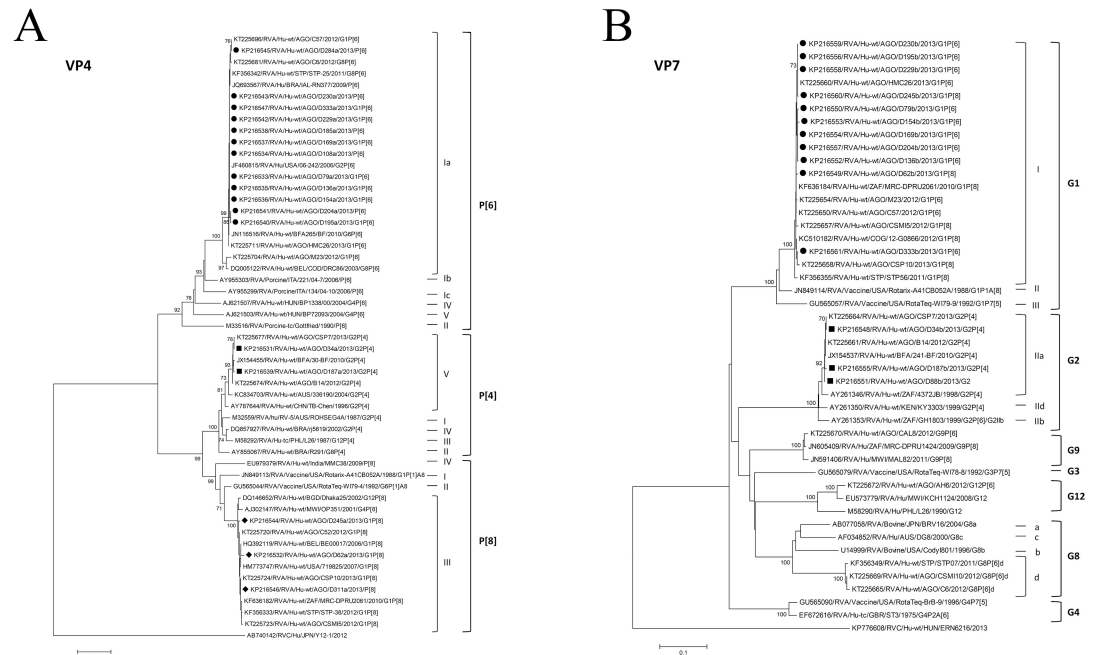 A
VP4
KT225696/RVA/Hu-wt/AGO/C57/2012/G1P[6]
KP216545/RVA/Hu-wt/AGO/D284a/2013/P[6]
KT225681/RVA/Hu-wt/AGO/C6/2012/G8P[6]
KF356342/RVA/Hu-wt/STP/STP-25/2011/G8P[6]
JQ693567/RVA/Hu/BRA/IAL-RN377/2009/P[6]
KP216543/RVA/Hu-wt/AGO/D230a/2013/P[6]
KP216547/RVA/Hu-wt/AGO/D333a/2013/G1P[6]
KP216542/RVA/Hu-wt/AGO/D229a/2013/G1P[6]
KP216538/RVA/Hu-wt/AGO/D185a/2013/P[6]
KP216537/RVA/Hu-wt/AGO/D169a/2013/G1P[6]
KP216534/RVA/Hu-wt/AGO/D108a/2013/P[6]
JF460815/RVA/Hu/USA/06-242/2006/G2P[6]
KP216533/RVA/Hu-wt/AGO/D79a/2013/G1P[6]
KP216535/RVA/Hu-wt/AGO/D136a/2013/G1P[6]
KP216536/RVA/Hu-wt/AGO/D154a/2013/G1P[6]
KP216541/RVA/Hu-wt/AGO/D204a/2013/P[6]
KP216540/RVA/Hu-wt/AGO/D195a/2013/G1P[6]
JN116516/RVA/Hu-wt/BFA265/BF/2010/G6P[6]
KT225711/RVA/Hu-wt/AGO/HMC26/2013/G1P[6]
KT225704/RVA/Hu-wt/AGO/M23/2012/G1P[6]
DQ005122/RVA/Hu-wt/BEL/COD/DRC86/2003/G8P[6]
AY955303/RVA/Porcine/ITA/221/04-7/2006/P[6]
AY955299/RVA/Porcine/ITA/134/04-10/2006/P[6]
AJ621507/RVA/Hu-wt/HUN/BP1338/00/2004/G4P[6]
AJ621503/RVA/Hu-wt/HUN/BP72093/2004/G4P[6]
M33516/RVA/Porcine-tc/Gottfried/1990/P[6]
KT225677/RVA/Hu-wt/AGO/CSP7/2013/G2P[4]
KP216531/RVA/Hu-wt/AGO/D34a/2013/G2P[4]
JX154455/RVA/Hu-wt/BFA/30-BF/2010/G2P[4]
KP216539/RVA/Hu-wt/AGO/D187a/2013/G2P[4]
KT225674/RVA/Hu-wt/AGO/B14/2012/G2P[4]
KC834703/RVA/Hu-wt/AUS/336190/2004/G2P[4]
AY787644/RVA/Hu-wt/CHN/TB-Chen/1996/G2P[4]
M32559/RVA/hu/RV-5/AUS/ROHSEG4A/1987/G2P[4]
DQ857927/RVA/Hu-wt/BRA/rj5619/2002/G2P[4]
M58292/RVA/Hu-tc/PHL/L26/1987/G12P[4]
AY855067/RVA/Hu-wt/BRA/R291/G8P[4]
EU979379/RVA/Hu-wt/India/MMC38/2009/P[8]
JN849113/RVA/Vaccine/USA/Rotarix-A41CB052A/1988/G1P[1]A8
GU565044/RVA/Vaccine/USA/RotaTeq-WI79-4/1992/G6P[1]A8
DQ146652/RVA/Hu-wt/BGD/Dhaka25/2002/G12P[8]
AJ302147/RVA/Hu-wt/MWI/OP351/2001/G4P[8]
KP216544/RVA/Hu-wt/AGO/D245a/2013/G1P[8]
KT225720/RVA/Hu-wt/AGO/C52/2012/G1P[8]
HQ392119/RVA/Hu-wt/BEL/BE00017/2006/G1P[8]
KP216532/RVA/Hu-wt/AGO/D62a/2013/G1P[8]
HM773747/RVA/Hu-wt/USA/719825/2007/G1P[8]
KT225724/RVA/Hu-wt/AGO/CSP10/2013/G1P[8]
KP216546/RVA/Hu-wt/AGO/D311a/2013/P[8]
KF636182/RVA/Hu-wt/ZAF/MRC-DPRU2061/2010/G1P[8]
KF356333/RVA/Hu-wt/STP/STP-38/2012/G1P[8]
KT225723/RVA/Hu-wt/AGO/CSMI5/2012/G1P[8]
AB740142/RVC/Hu/JPN/Y12-1/2012
76
99
86
100
97
93
76
92
76
93
73
81
74
100
99
71
100
Ia
Ib
Ic
IV
V
II
P[6]
V
I
IV
III
II
P[4]
IV
I
II
III
P[8]
B
VP7
KP216559/RVA/Hu-wt/AGO/D230b/2013/G1P[6]
KP216556/RVA/Hu-wt/AGO/D195b/2013/G1P[6]
KP216558/RVA/Hu-wt/AGO/D229b/2013/G1P[6]
KT225660/RVA/Hu-wt/AGO/HMC26/2013/G1P[6]
KP216560/RVA/Hu-wt/AGO/D245b/2013/G1P[8]
KP216550/RVA/Hu-wt/AGO/D79b/2013/G1P[6]
KP216553/RVA/Hu-wt/AGO/D154b/2013/G1P[6]
KP216554/RVA/Hu-wt/AGO/D169b/2013/G1P[6]
KP216557/RVA/Hu-wt/AGO/D204b/2013/G1P[6]
KP216552/RVA/Hu-wt/AGO/D136b/2013/G1P[6]
KP216549/RVA/Hu-wt/AGO/D62b/2013/G1P[8]
KF636184/RVA/Hu-wt/ZAF/MRC-DPRU2061/2010/G1P[8]
KT225654/RVA/Hu-wt/AGO/M23/2012/G1P[6]
KT225650/RVA/Hu-wt/AGO/C57/2012/G1P[6]
KT225657/RVA/Hu-wt/AGO/CSMI5/2012/G1P[8]
KC510182/RVA/Hu-wt/COG/12-G0866/2012/G1P[8]
KP216561/RVA/Hu-wt/AGO/D333b/2013/G1P[6]
KT225658/RVA/Hu-wt/AGO/CSP10/2013/G1P[8]
KF356355/RVA/Hu-wt/STP/STP56/2011/G1P[8]
JN849114/RVA/Vaccine/USA/Rotarix-A41CB052A/1988/G1P1A[8]
GU565057/RVA/Vaccine/USA/RotaTeq-WI79-9/1992/G1P7[5]
KT225664/RVA/Hu-wt/AGO/CSP7/2013/G2P[4]
KP216548/RVA/Hu-wt/AGO/D34b/2013/G2P[4]
KT225661/RVA/Hu-wt/AGO/B14/2012/G2P[4]
JX154537/RVA/Hu-wt/BFA/241-BF/2010/G2P[4]
KP216555/RVA/Hu-wt/AGO/D187b/2013/G2P[4]
KP216551/RVA/Hu-wt/AGO/D88b/2013/G2
AY261346/RVA/Hu-wt/ZAF/4372JB/1998/G2P[4]
AY261350/RVA/Hu-wt/KEN/KY3303/1999/G2P[4]
AY261353/RVA/Hu-wt/ZAF/GH1803/1999/G2P[6]/G2IIb
KT225670/RVA/Hu-wt/AGO/CAL8/2012/G9P[6]
JN605409/RVA/Hu/ZAF/MRC-DPRU1424/2009/G9P[8]
JN591406/RVA/Hu/MWI/MAL82/2011/G9P[8]
GU565079/RVA/Vaccine/USA/RotaTeq-WI78-8/1992/G3P7[5]
KT225672/RVA/Hu-wt/AGO/AH6/2012/G12P[6]
EU573779/RVA/Hu/MWI/KCH1124/2008/G12
M58290/RVA/Hu/PHL/L26/1990/G12
AB077058/RVA/Bovine/JPN/BRV16/2004/G8a
AF034852/RVA/Hu/AUS/DG8/2000/G8c
U14999/RVA/Bovine/USA/Codyl801/1996/G8b
KF356349/RVA/Hu-wt/STP/STP07/2011/G8P[6]d
KT225669/RVA/Hu-wt/AGO/CSMI10/2012/G8P[6]d
KT225665/RVA/Hu-wt/AGO/C6/2012/G8P[6]d
GU565090/RVA/Vaccine/USA/RotaTeq-BrB-9/1996/G4P7[5]
EF672616/RVA/Hu-tc/GBR/ST3/1975/G4P2A[6]
KP776608/RVC/Hu-wt/HUN/ERN6216/2013
73
100
100
70
92
100
100
100
100
100
100
100
0.1
I
II
III
G1
IIa
IId
IIb
G2
G9
G3
G12
a
c
b
d
G8
G4